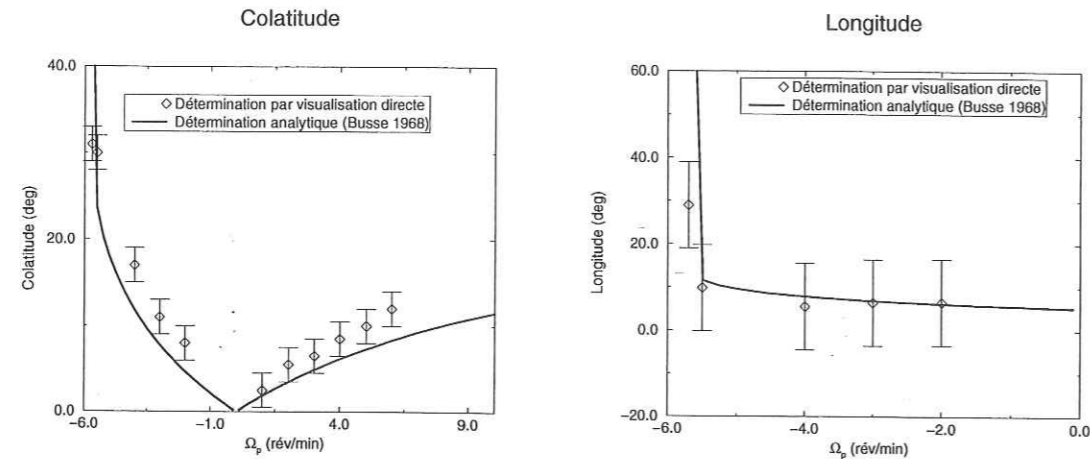 Colatitude
40.0
20.0
0.0
Colatitude (deg)
Détermination par visualisation directe
Détermination analytique (Busse 1968)
−6.0
−1.0
4.0
9.0
Ωp (rév/min)
Longitude
60.0
40.0
20.0
0.0
−20.0
Longitude (deg)
Détermination par visualisation directe
Détermination analytique (Busse 1968)
−6.0
−4.0
−2.0
0.0
Ωp (rév/min)